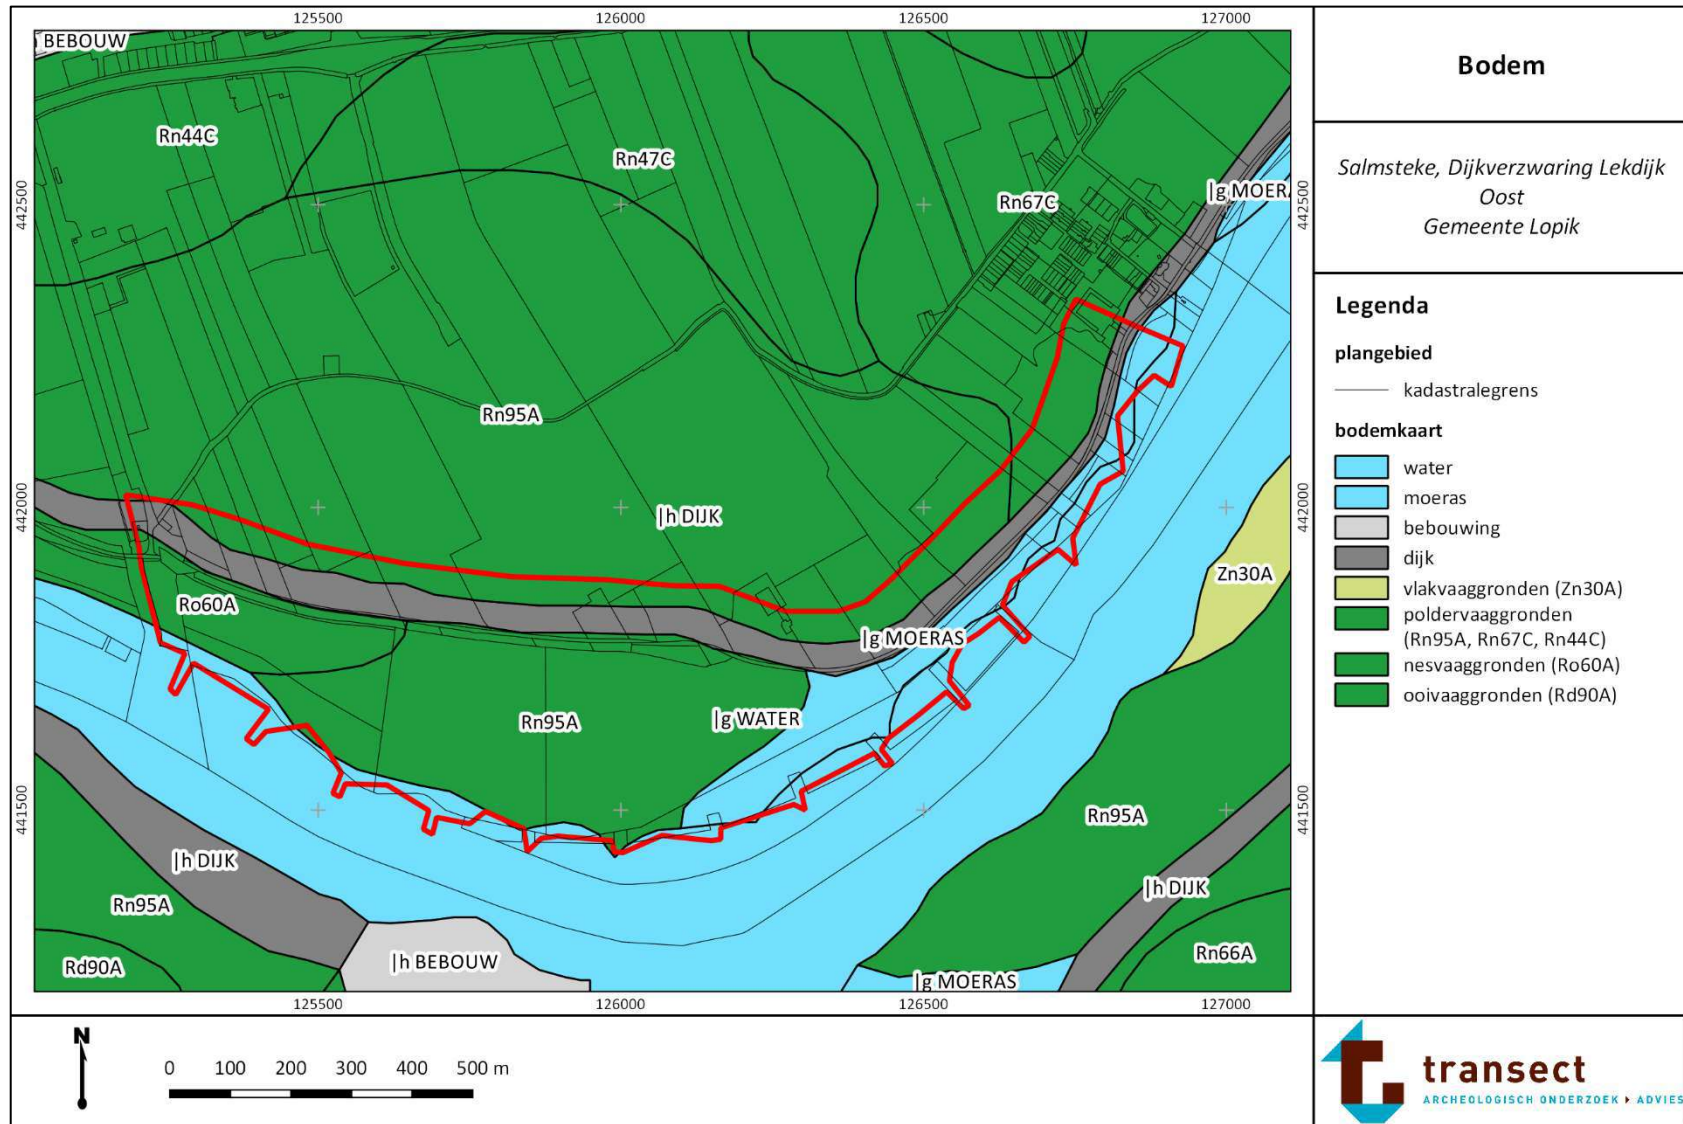 125500 126000 126500 127000
BEBOUW
Rn44C
Rn47C
Rn67C
|g MOERA
442500 442500
Rn95A
442000 442000
|h DIJK
Zn30A
Ro60A
|g MOERAS
Rn95A
|g WATER
441500 441500
Rn95A
|h DIJK
|h DIJK
Rn95A
Rd90A
|h BEBOUW
Rn66A
|g MOERAS
125500 126000 126500 127000
N
0 100 200 300 400 500 m
Bodem
Salmsteke, Dijkverzwaring Lekdijk
Oost
Gemeente Lopik
Legenda
plangebied
kadastralegrens
bodemkaart
water
moeras
bebouwing
dijk
vlakvaaggronden (Zn30A)
poldervaaggronden
(Rn95A, Rn67C, Rn44C)
nesvaaggronden (Ro60A)
ooivaaggronden (Rd90A)
transect
ARCHEOLOGISCH ONDERZOEK ▸ ADVIES